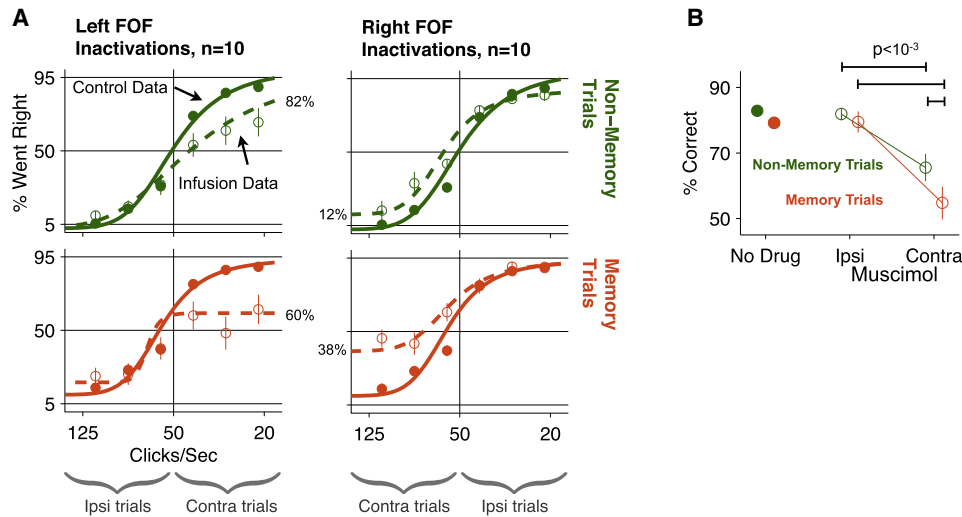 A
Left FOF
Inactivations, n=10
Right FOF
Inactivations, n=10
% Went Right
95
50
5
Control Data
Infusion Data
82%
12%
Non−Memory
Trials
95
50
5
60%
38%
Memory
Trials
125 50 20
Clicks/Sec
125 50 20
Ipsi trials
Contra trials
Contra trials
Ipsi trials
B
p<10-3
% Correct
90
70
50
Non-Memory Trials
Memory Trials
No Drug
Ipsi
Contra
Muscimol